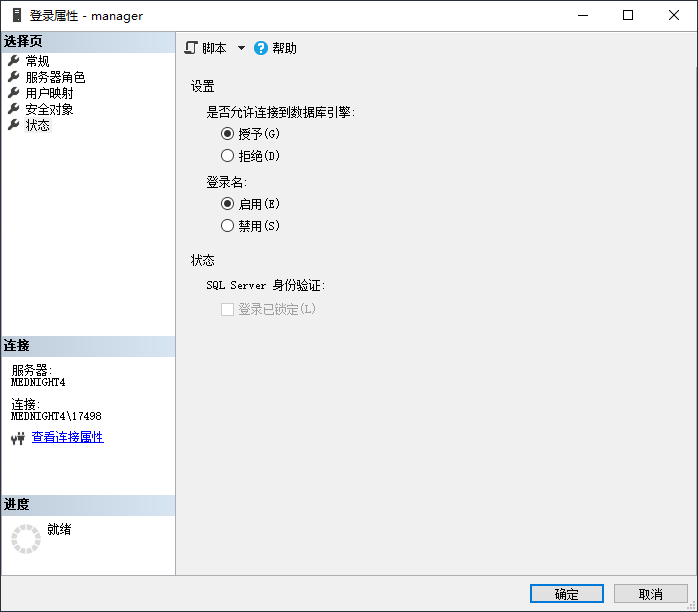 登录属性 - manager
选择页
常规
服务器角色
用户映射
安全对象
状态
脚本
帮助
设置
是否允许连接到数据库引擎:
授予(G)
拒绝(D)
登录名:
启用(E)
禁用(S)
状态
SQL Server 身份验证:
登录已锁定(L)
连接
服务器:
MEDNIGHT4
连接:
MEDNIGHT4\17498
查看连接属性
进度
就绪
确定
取消